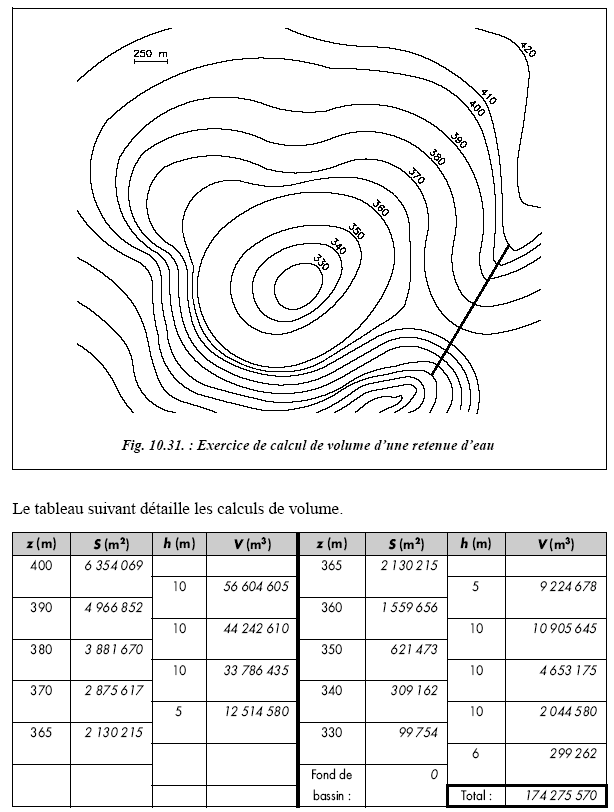 250 m
420
410
400
390
380
370
360
350
340
330
Fig. 10.31. : Exercice de calcul de volume d'une retenue d'eau
Le tableau suivant détaille les calculs de volume.
z (m) S (m²) h (m) V (m³) z (m) S (m²) h (m) V (m³)
400 6 354 069 365 2 130 215
10 56 604 605 5 9 224 678
390 4 966 852 360 1 559 656
10 44 242 610 10 10 905 645
380 3 881 670 350 621 473
10 33 786 435 10 4 653 175
370 2 875 617 340 309 162
5 12 514 580 10 2 044 580
365 2 130 215 330 99 754
6 299 262
Fond de 0
bassin : Total : 174 275 570